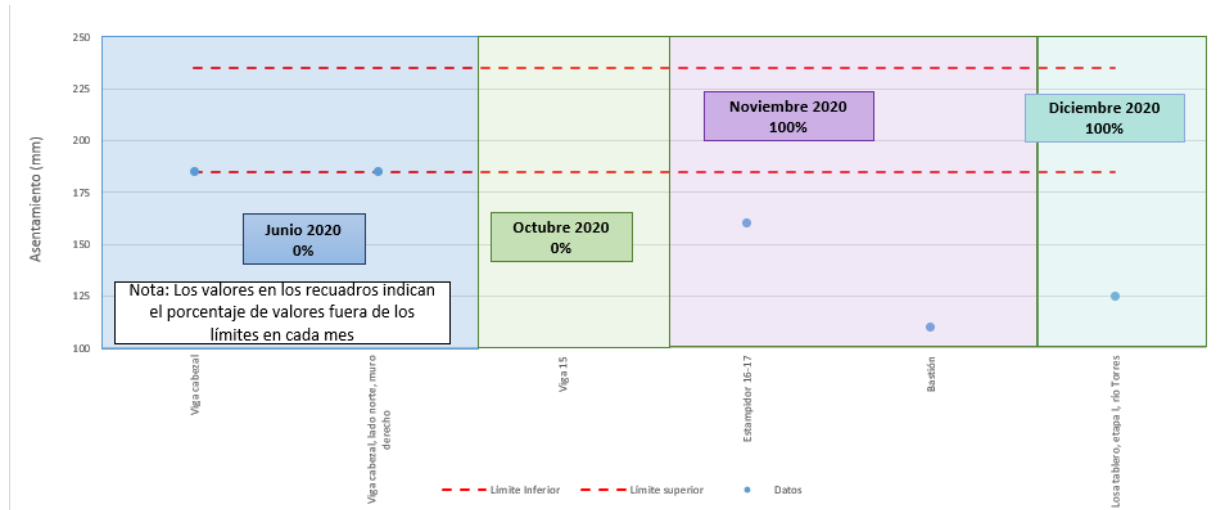 250
225
200
175
150
125
100
Asentamiento (mm)
Junio 2020
0%
Octubre 2020
0%
Noviembre 2020
100%
Diciembre 2020
100%
Nota: Los valores en los recuadros indican
el porcentaje de valores fuera de los
límites en cada mes
Viga cabezal
Viga cabezal, lado norte, muro
derecho
Viga 15
Estampidor 16-17
Bastión
Losa tablero, etapa I, río Torres
Límite Inferior
Límite superior
Datos